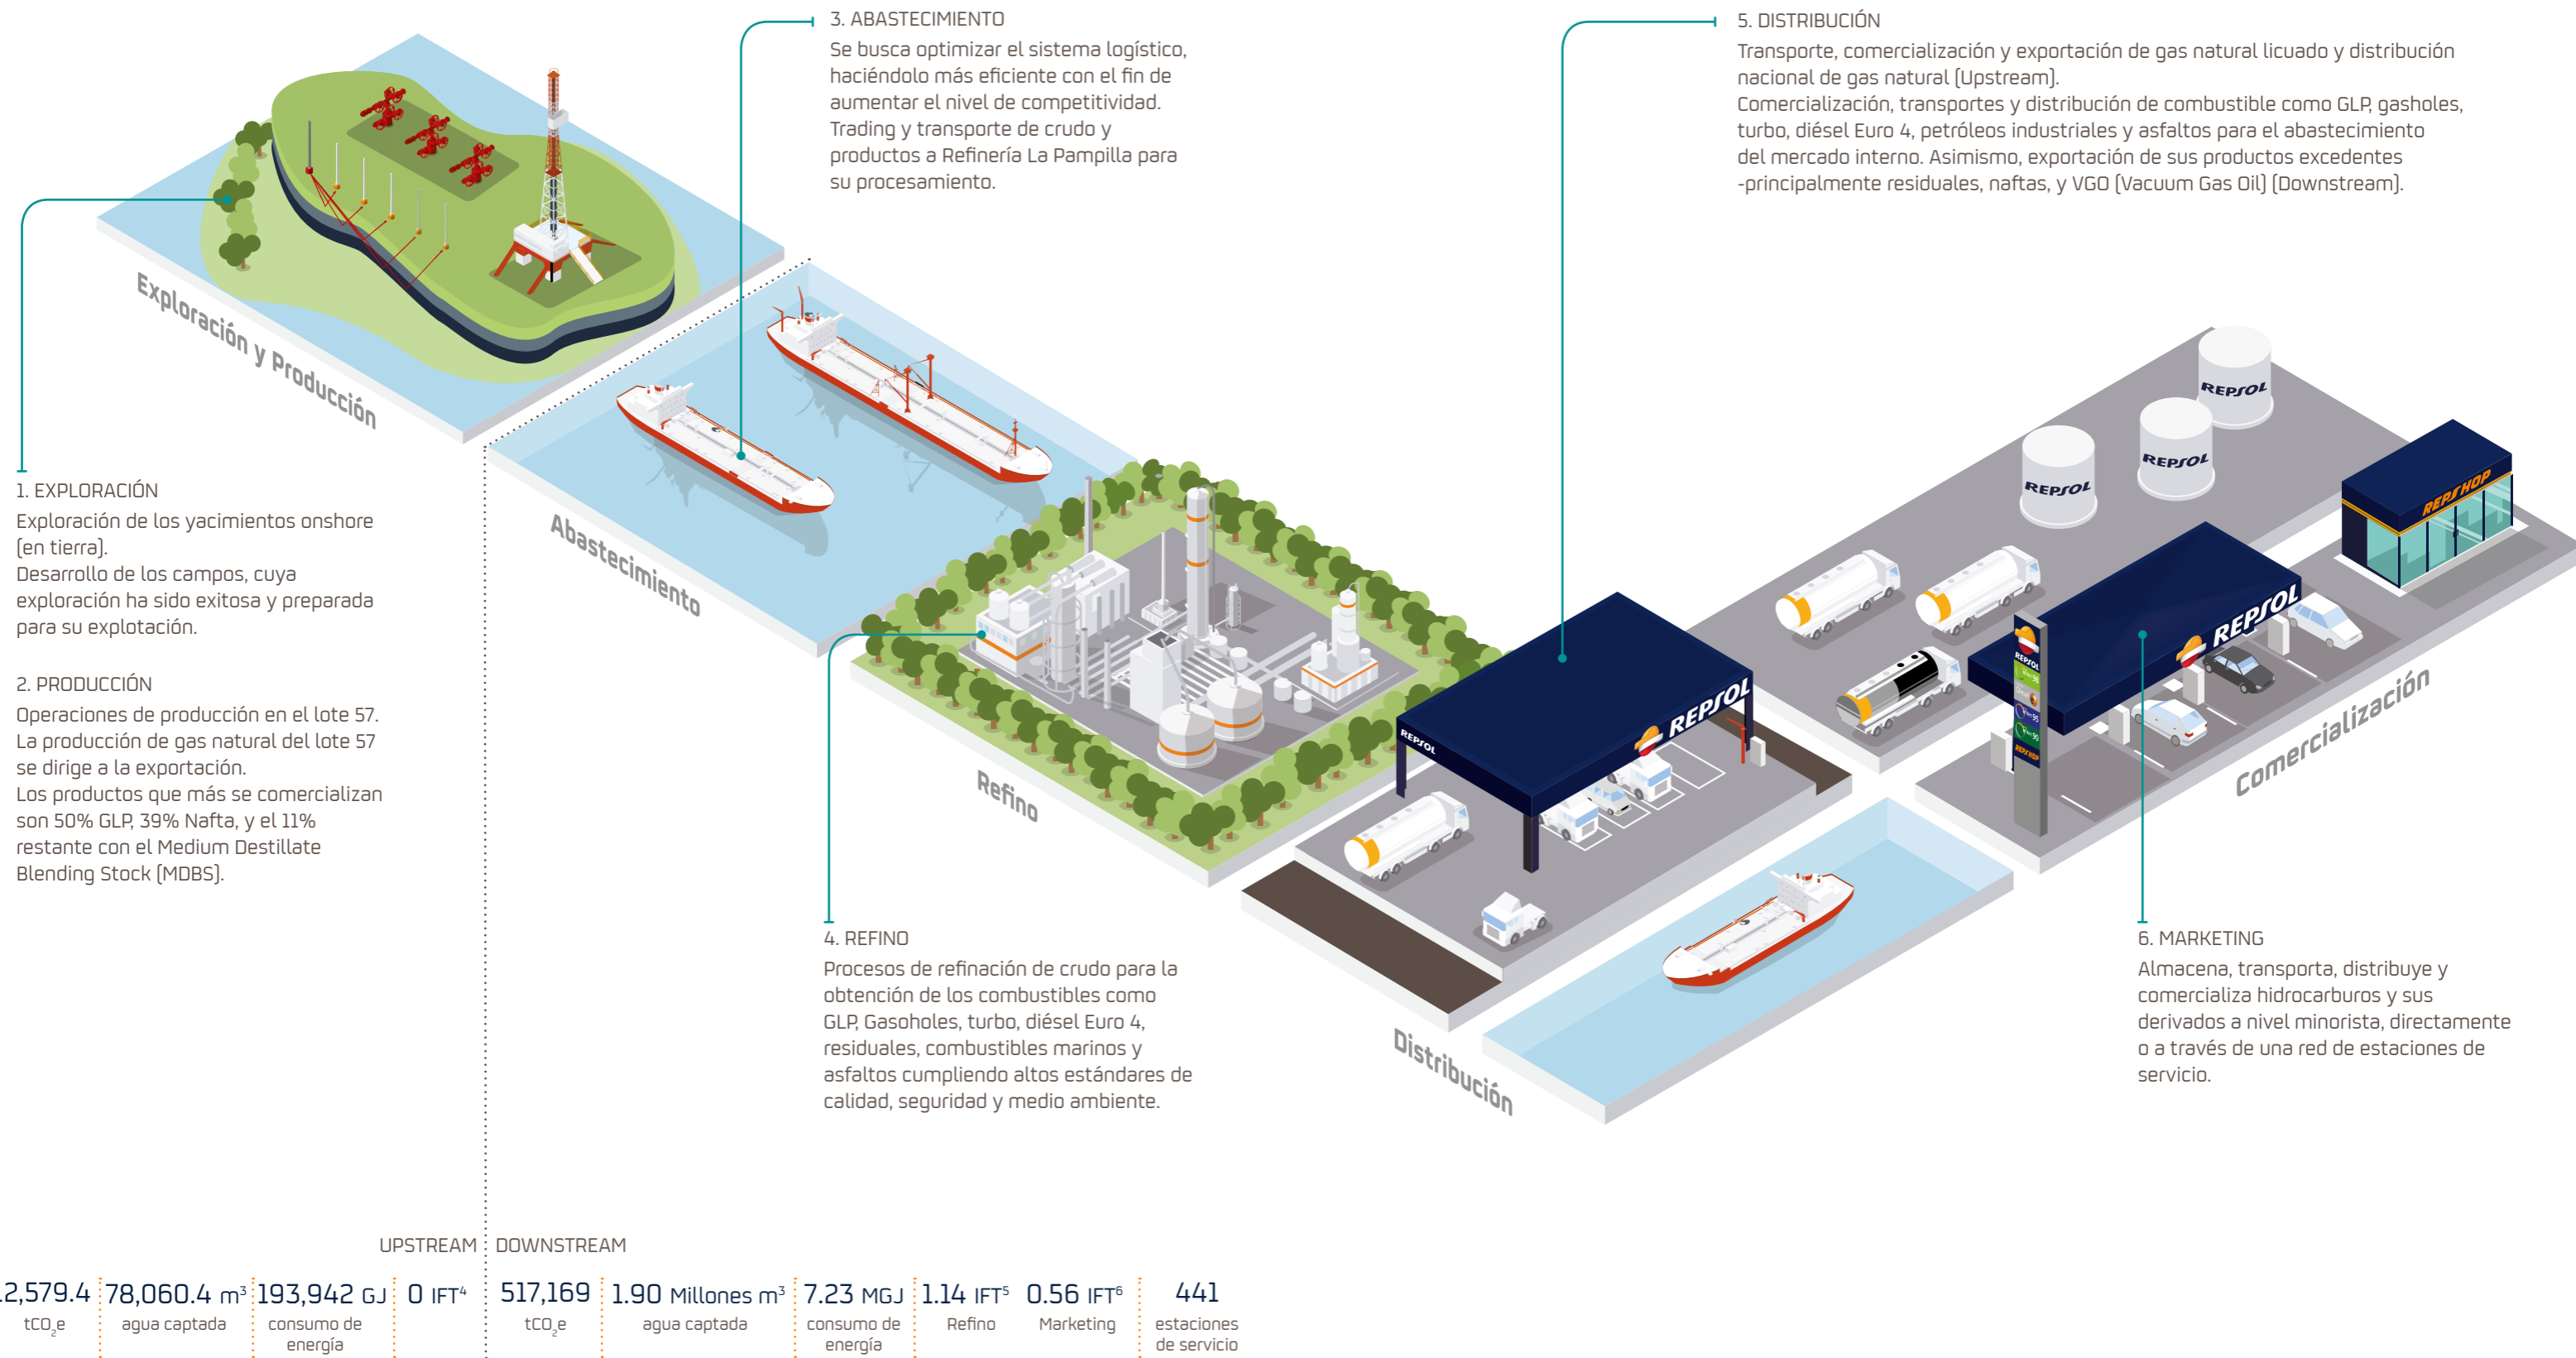 3. ABASTECIMIENTO
Se busca optimizar el sistema logístico,
haciéndolo más eficiente con el fin de
aumentar el nivel de competitividad.
Trading y transporte de crudo y
productos a Refinería La Pampilla para
su procesamiento.
5. DISTRIBUCIÓN
Transporte, comercialización y exportación de gas natural licuado y distribución
nacional de gas natural (Upstream).
Comercialización, transportes y distribución de combustible como GLP, gasholes,
turbo, diésel Euro 4, petróleos industriales y asfaltos para el abastecimiento
del mercado interno. Asimismo, exportación de sus productos excedentes
-principalmente residuales, naftas, y VGO (Vacuum Gas Oil) (Downstream).
Exploración y Producción
1. EXPLORACIÓN
Exploración de los yacimientos onshore
(en tierra).
Desarrollo de los campos, cuya
exploración ha sido exitosa y preparada
para su explotación.
2. PRODUCCIÓN
Operaciones de producción en el lote 57.
La producción de gas natural del lote 57
se dirige a la exportación.
Los productos que más se comercializan
son 50% GLP, 39% Nafta, y el 11%
restante con el Medium Destillate
Blending Stock (MDBS).
Abastecimiento
Refino
REPSOL
REPSOL
REPSOL
REPSHOP
REPSOL
REPSOL
REPSHOP
REPSOL
REPSOL
Comercialización
Distribución
4. REFINO
Procesos de refinación de crudo para la
obtención de los combustibles como
GLP, Gasoholes, turbo, diésel Euro 4,
residuales, combustibles marinos y
asfaltos cumpliendo altos estándares de
calidad, seguridad y medio ambiente.
6. MARKETING
Almacena, transporta, distribuye y
comercializa hidrocarburos y sus
derivados a nivel minorista, directamente
o a través de una red de estaciones de
servicio.
UPSTREAM
DOWNSTREAM
2,579.4
tCO₂e
78,060.4 m³
agua captada
193,942 GJ
consumo de
energía
0 IFT⁴
517,169
tCO₂e
1.90 Millones m³
agua captada
7.23 MGJ
consumo de
energía
1.14 IFT⁵
Refino
0.56 IFT⁶
Marketing
441
estaciones
de servicio